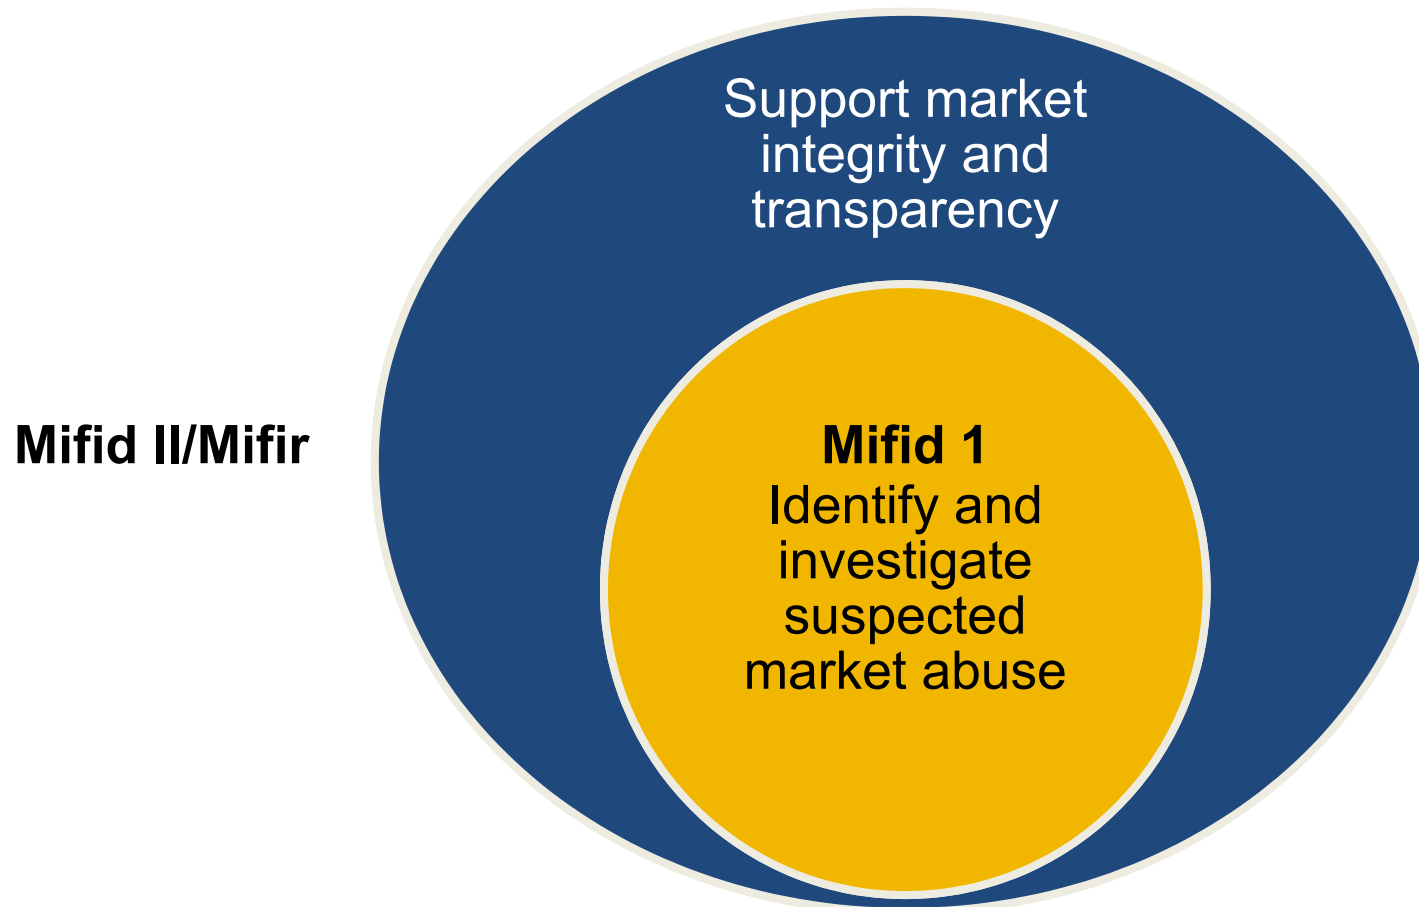 Support market
integrity and
transparency
Mifid II/Mifir
Mifid 1
Identify and
investigate
suspected
market abuse